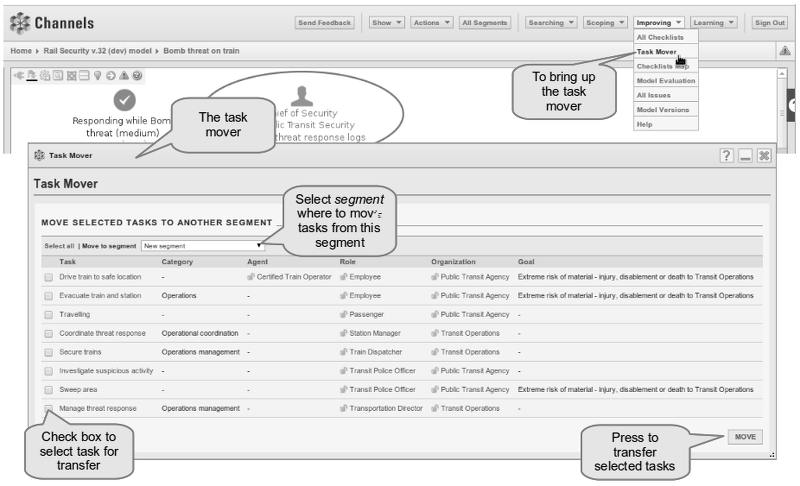 Channels
Send Feedback Show Actions All Segments Searching Scoping Improving Learning Sign Out
Home Rail Security v.32 (dev) model Bomb threat on train
All Checklists
Task Mover
Checklists Map
Model Evaluation
All Issues
Model Versions
Help
To bring up
the task
mover
Responding while Bom
threat (medium)
hief of Security
lic Transit Security
threat response logs
The task
mover
Task Mover
?
Task Mover
Select segment
where to move
tasks from this
segment
MOVE SELECTED TASKS TO ANOTHER SEGMENT
Select all | Move to segment New segment
Task Category Agent Role Organization Goal
Drive train to safe location - Certified Train Operator Employee Public Transit Agency Extreme risk of material - injury, disablement or death to Transit Operations
Evacuate train and station Operations - Employee Public Transit Agency Extreme risk of material - injury, disablement or death to Transit Operations
Travelling - - Passenger Public Transit Agency -
Coordinate threat response Operational coordination - Station Manager Transit Operations -
Secure trains Operations management - Train Dispatcher Transit Operations -
Investigate suspicious activity - - Transit Police Officer Public Transit Agency -
Sweep area - - Transit Police Officer Public Transit Agency Extreme risk of material - injury, disablement or death to Transit Operations
Manage threat response Operations management - Transportation Director Transit Operations -
MOVE
Check box to
select task for
transfer
Press to
transfer
selected tasks